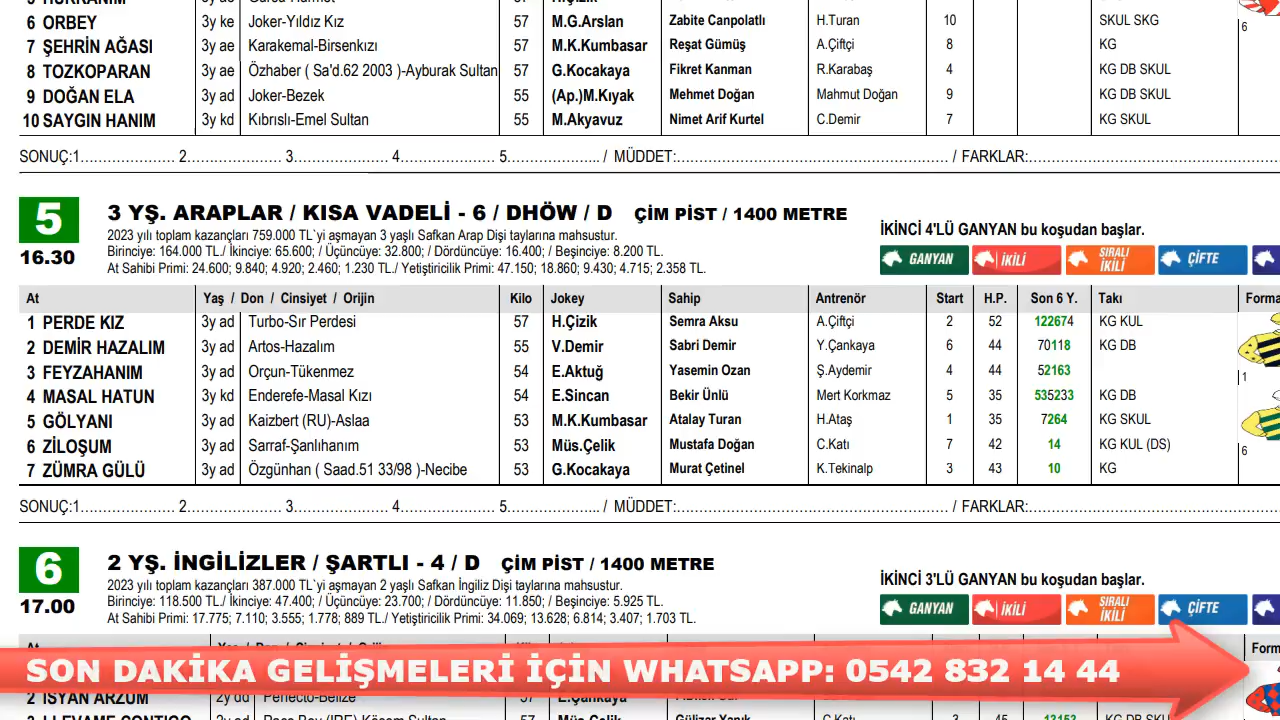 6 ORBEY 3y ke Joker-Yıldız Kız 57 M.G.Arslan Zabite Canpolatlı H.Turan 10 SKUL SKG 6
7 ŞEHRİN AĞASI 3y ae Karakemal-Birsenkızı 57 M.K.Kumbasar Reşat Gümüş A.Çiftçi 8 KG
8 TOZKOPARAN 3y ae Özhaber ( Sa'd.62 2003 )-Ayburak Sultan 57 G.Kocakaya Fikret Kanman R.Karabaş 4 KG DB SKUL
9 DOĞAN ELA 3y ad Joker-Bezek 55 (Ap.)M.Kıyak Mehmet Doğan Mahmut Doğan 9 KG DB SKUL
10 SAYGIN HANIM 3y kd Kıbrıslı-Emel Sultan 55 M.Akyavuz Nimet Arif Kurtel C.Demir 7 KG SKUL
SONUÇ:1..................... 2..................... 3..................... 4..................... 5..................... / MÜDDET:............................................................ / FARKLAR:............................................................
5 3 YŞ. ARAPLAR / KISA VADELİ - 6 / DHÖW / D ÇİM PİST / 1400 METRE
16.30
2023 yılı toplam kazançları 759.000 TL`yi aşmayan 3 yaşlı Safkan Arap Dişi taylarına mahsustur.
Birinciye: 164.000 TL./ İkinciye: 65.600; / Üçüncüye: 32.800; / Dördüncüye: 16.400; / Beşinciye: 8.200 TL.
At Sahibi Primi: 24.600; 9.840; 4.920; 2.460; 1.230 TL./ Yetiştiricilik Primi: 47.150; 18.860; 9.430; 4.715; 2.358 TL.
İKİNCİ 4'LÜ GANYAN bu koşudan başlar.
GANYAN İKİLİ SIRALI İKİLİ ÇİFTE
At Yaş / Don / Cinsiyet / Orijin Kilo Jokey Sahip Antrenör Start H.P. Son 6 Y. Takı Forma
1 PERDE KIZ 3y ad Turbo-Sır Perdesi 57 H.Çizik Semra Aksu A.Çiftçi 2 52 122674 KG KUL
2 DEMİR HAZALIM 3y ad Artos-Hazalım 55 V.Demir Sabri Demir Y.Çankaya 6 44 70118 KG DB
3 FEYZAHANIM 3y ad Orçun-Tükenmez 54 E.Aktuğ Yasemin Ozan Ş.Aydemir 4 44 52163 1
4 MASAL HATUN 3y kd Enderefe-Masal Kızı 54 E.Sincan Bekir Ünlü Mert Korkmaz 5 35 535233 KG DB
5 GÖLYANI 3y ad Kaizbert (RU)-Aslaa 53 M.K.Kumbasar Atalay Turan H.Ataş 1 35 7264 KG SKUL
6 ZİLOŞUM 3y ad Sarraf-Şanlıhanım 53 Müs.Çelik Mustafa Doğan C.Katı 7 42 14 KG KUL (DS) 6
7 ZÜMRA GÜLÜ 3y ad Özgünhan ( Saad.51 33/98 )-Necibe 53 G.Kocakaya Murat Çetinel K.Tekinalp 3 43 10 KG
SONUÇ:1..................... 2..................... 3..................... 4..................... 5..................... / MÜDDET:............................................................ / FARKLAR:............................................................
6 2 YŞ. İNGİLİZLER / ŞARTLI - 4 / D ÇİM PİST / 1400 METRE
17.00
2023 yılı toplam kazançları 387.000 TL`yi aşmayan 2 yaşlı Safkan İngiliz Dişi taylarına mahsustur.
Birinciye: 118.500 TL./ İkinciye: 47.400; / Üçüncüye: 23.700; / Dördüncüye: 11.850; / Beşinciye: 5.925 TL.
At Sahibi Primi: 17.775; 7.110; 3.555; 1.778; 889 TL./ Yetiştiricilik Primi: 34.069; 13.628; 6.814; 3.407; 1.703 TL.
İKİNCİ 3'LÜ GANYAN bu koşudan başlar.
GANYAN İKİLİ SIRALI İKİLİ ÇİFTE
Forma
SON DAKİKA GELİŞMELERİ İÇİN WHATSAPP: 0542 832 14 44
2 İSYAN ARZUM 2y dd Perfecto-Belize 57 E.Çankaya